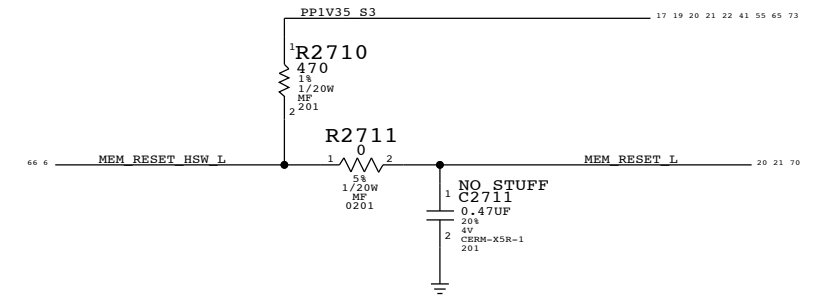 PP1V35_S3
17 19 20 21 22 41 55 65 73
1
R2710
470
1%
1/20W
MF
201
2
R2711
0
66 6
MEM_RESET_HSW_L
1
2
MEM_RESET_L
20 21 70
5%
1/20W
MF
0201
NO STUFF
1
C2711
0.47UF
20%
4V
2
CERM-X5R-1
201